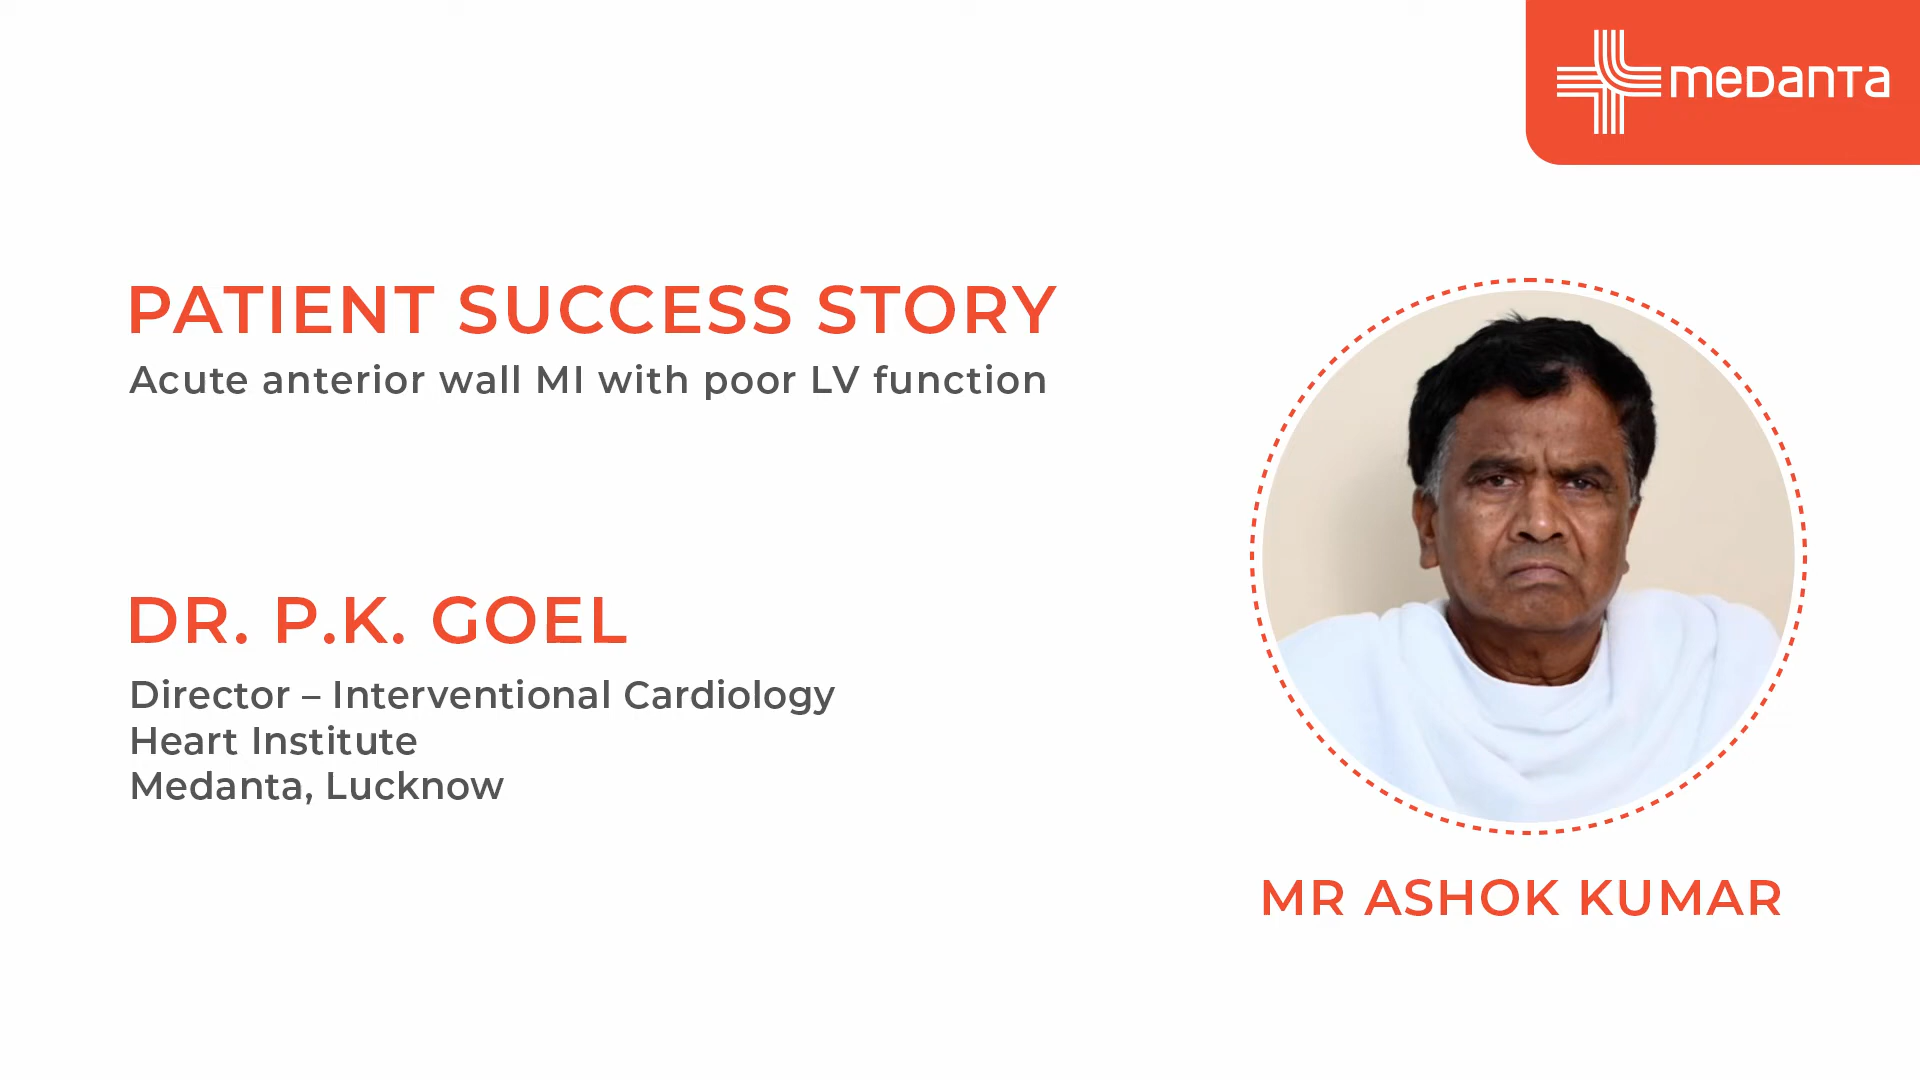 meDanTa
PATIENT SUCCESS STORY
Acute anterior wall MI with poor LV function
DR. P.K. GOEL
Director – Interventional Cardiology
Heart Institute
Medanta, Lucknow
MR ASHOK KUMAR